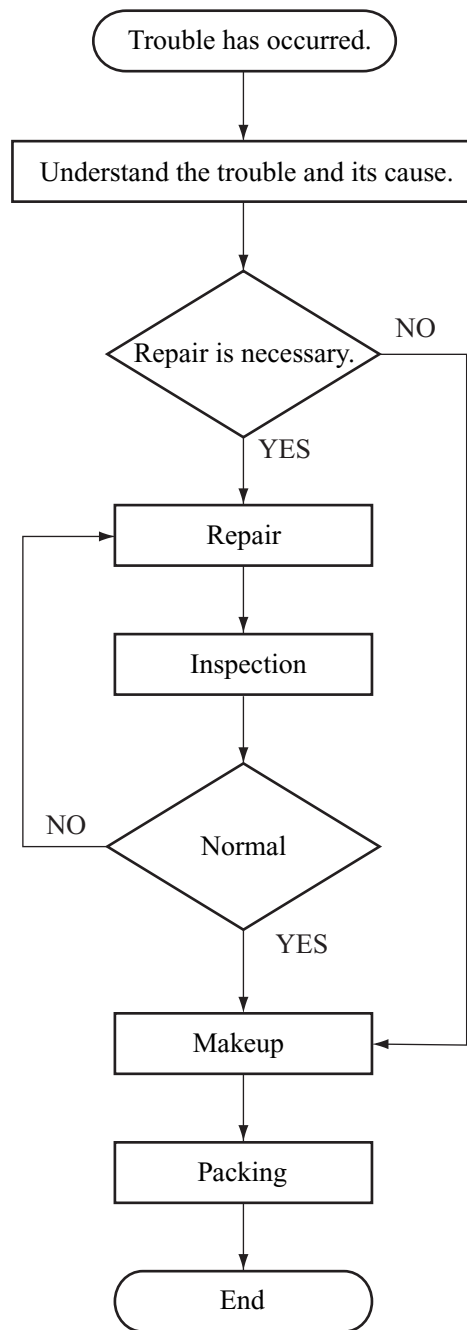 Trouble has occurred.
Understand the trouble and its cause.
NO
Repair is necessary.
YES
Repair
Inspection
NO
Normal
YES
Makeup
Packing
End